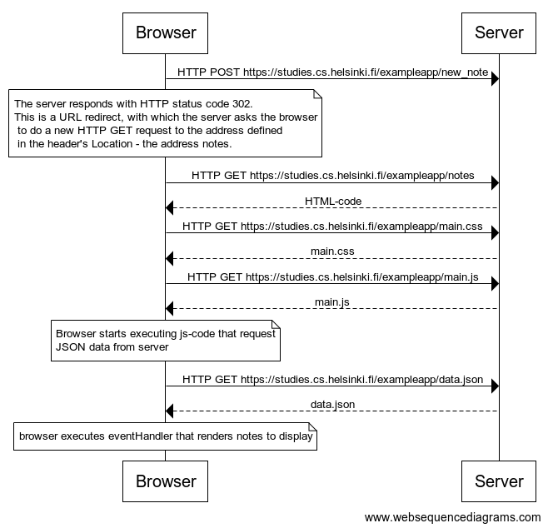 Browser
Server
HTTP POST https://studies.cs.helsinki.fi/exampleapp/new_note
The server responds with HTTP status code 302.
This is a URL redirect, with which the server asks the browser
to do a new HTTP GET request to the address defined
in the header's Location - the address notes.
HTTP GET https://studies.cs.helsinki.fi/exampleapp/notes
HTML-code
HTTP GET https://studies.cs.helsinki.fi/exampleapp/main.css
main.css
HTTP GET https://studies.cs.helsinki.fi/exampleapp/main.js
main.js
Browser starts executing js-code that request
JSON data from server
HTTP GET https://studies.cs.helsinki.fi/exampleapp/data.json
data.json
browser executes eventHandler that renders notes to display
Browser
Server
www.websequencediagrams.com